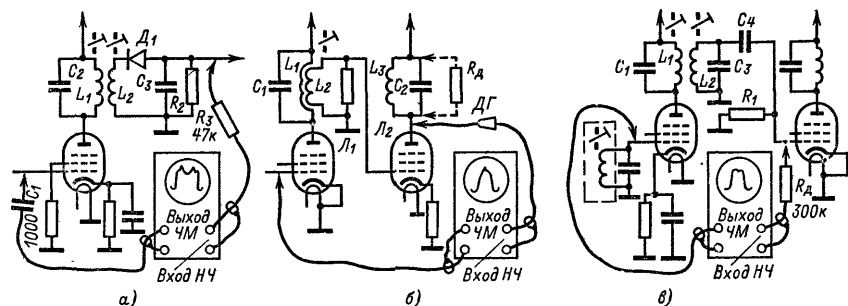 C₂
L₁
L₂
Д₁
C₃
R₂
R₃
47к
C₁
1000
Выход
ЧМ
Вход НЧ
а)
C₁
L₁
L₂
L₃
C₂
Rд
ДГ
Л₁
Л₂
Выход
ЧМ
Вход НЧ
б)
C₁
L₁
L₂
C₄
C₃
R₁
Rд
300к
Выход
ЧМ
Вход НЧ
в)